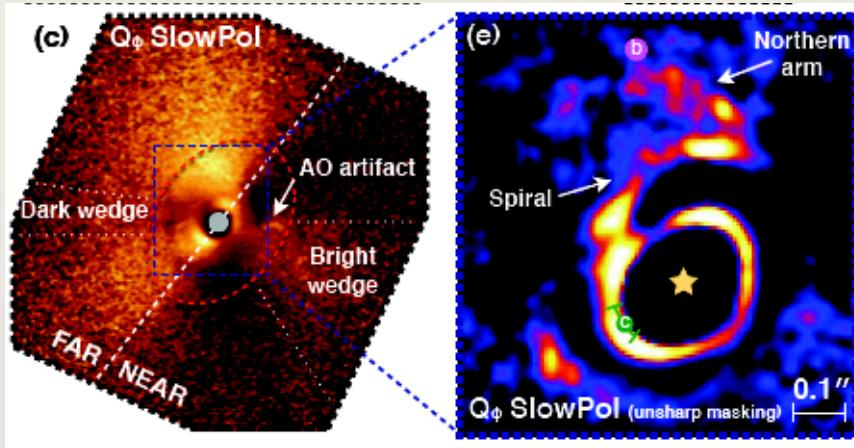 (c)
Qϕ SlowPol
AO artifact
Dark wedge
Bright
wedge
FAR
NEAR
(e)
b
Northern
arm
Spiral
c
Qϕ SlowPol (unsharp masking)
0.1″